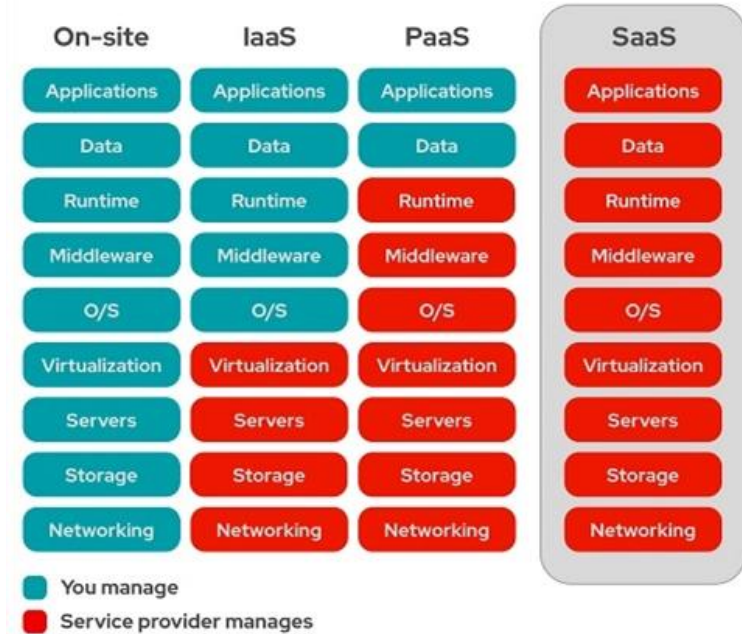 On-site IaaS PaaS SaaS
Applications Applications Applications Applications
Data Data Data Data
Runtime Runtime Runtime Runtime
Middleware Middleware Middleware Middleware
O/S O/S O/S O/S
Virtualization Virtualization Virtualization Virtualization
Servers Servers Servers Servers
Storage Storage Storage Storage
Networking Networking Networking Networking
You manage
Service provider manages